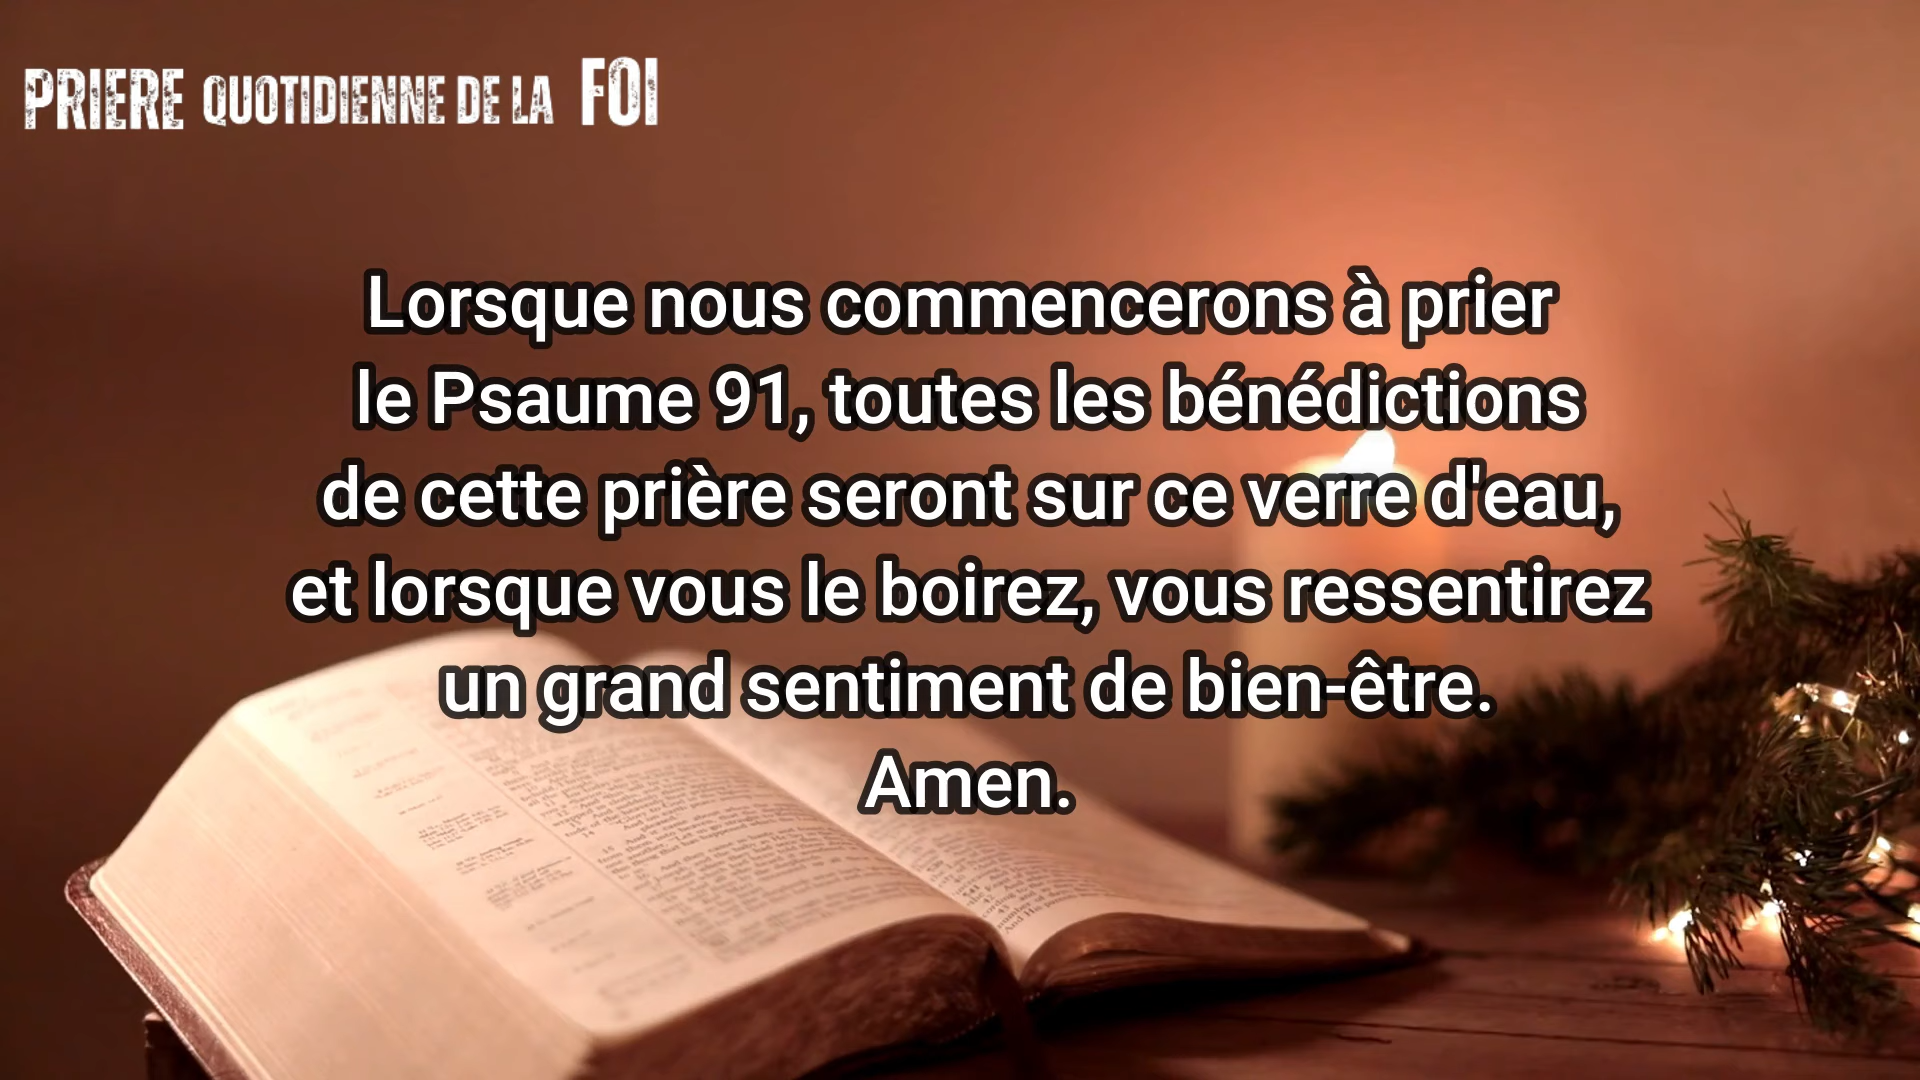 PRIERE QUOTIDIENNE DE LA FOI
Lorsque nous commencerons à prier
le Psaume 91, toutes les bénédictions
de cette prière seront sur ce verre d'eau,
et lorsque vous le boirez, vous ressentirez
un grand sentiment de bien-être.
Amen.